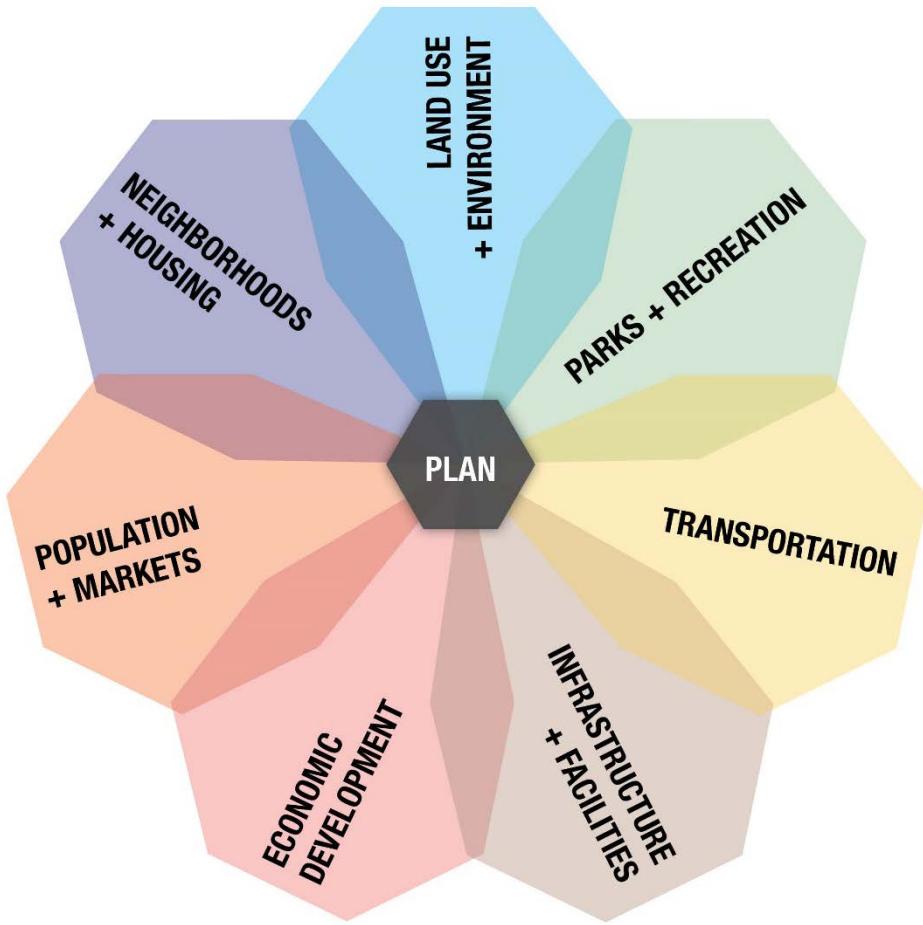 LAND USE
+ ENVIRONMENT
PARKS + RECREATION
TRANSPORTATION
INFRASTRUCTURE
+ FACILITIES
ECONOMIC
DEVELOPMENT
POPULATION
+ MARKETS
NEIGHBORHOODS
+ HOUSING
PLAN